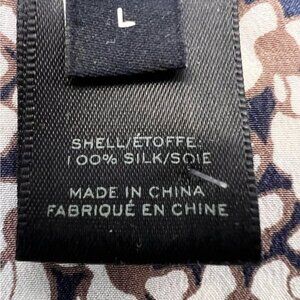 L
SHELL/ÉTOFFE:
100% SILK/SOIE
MADE IN CHINA
FABRIQUÉ EN CHINE